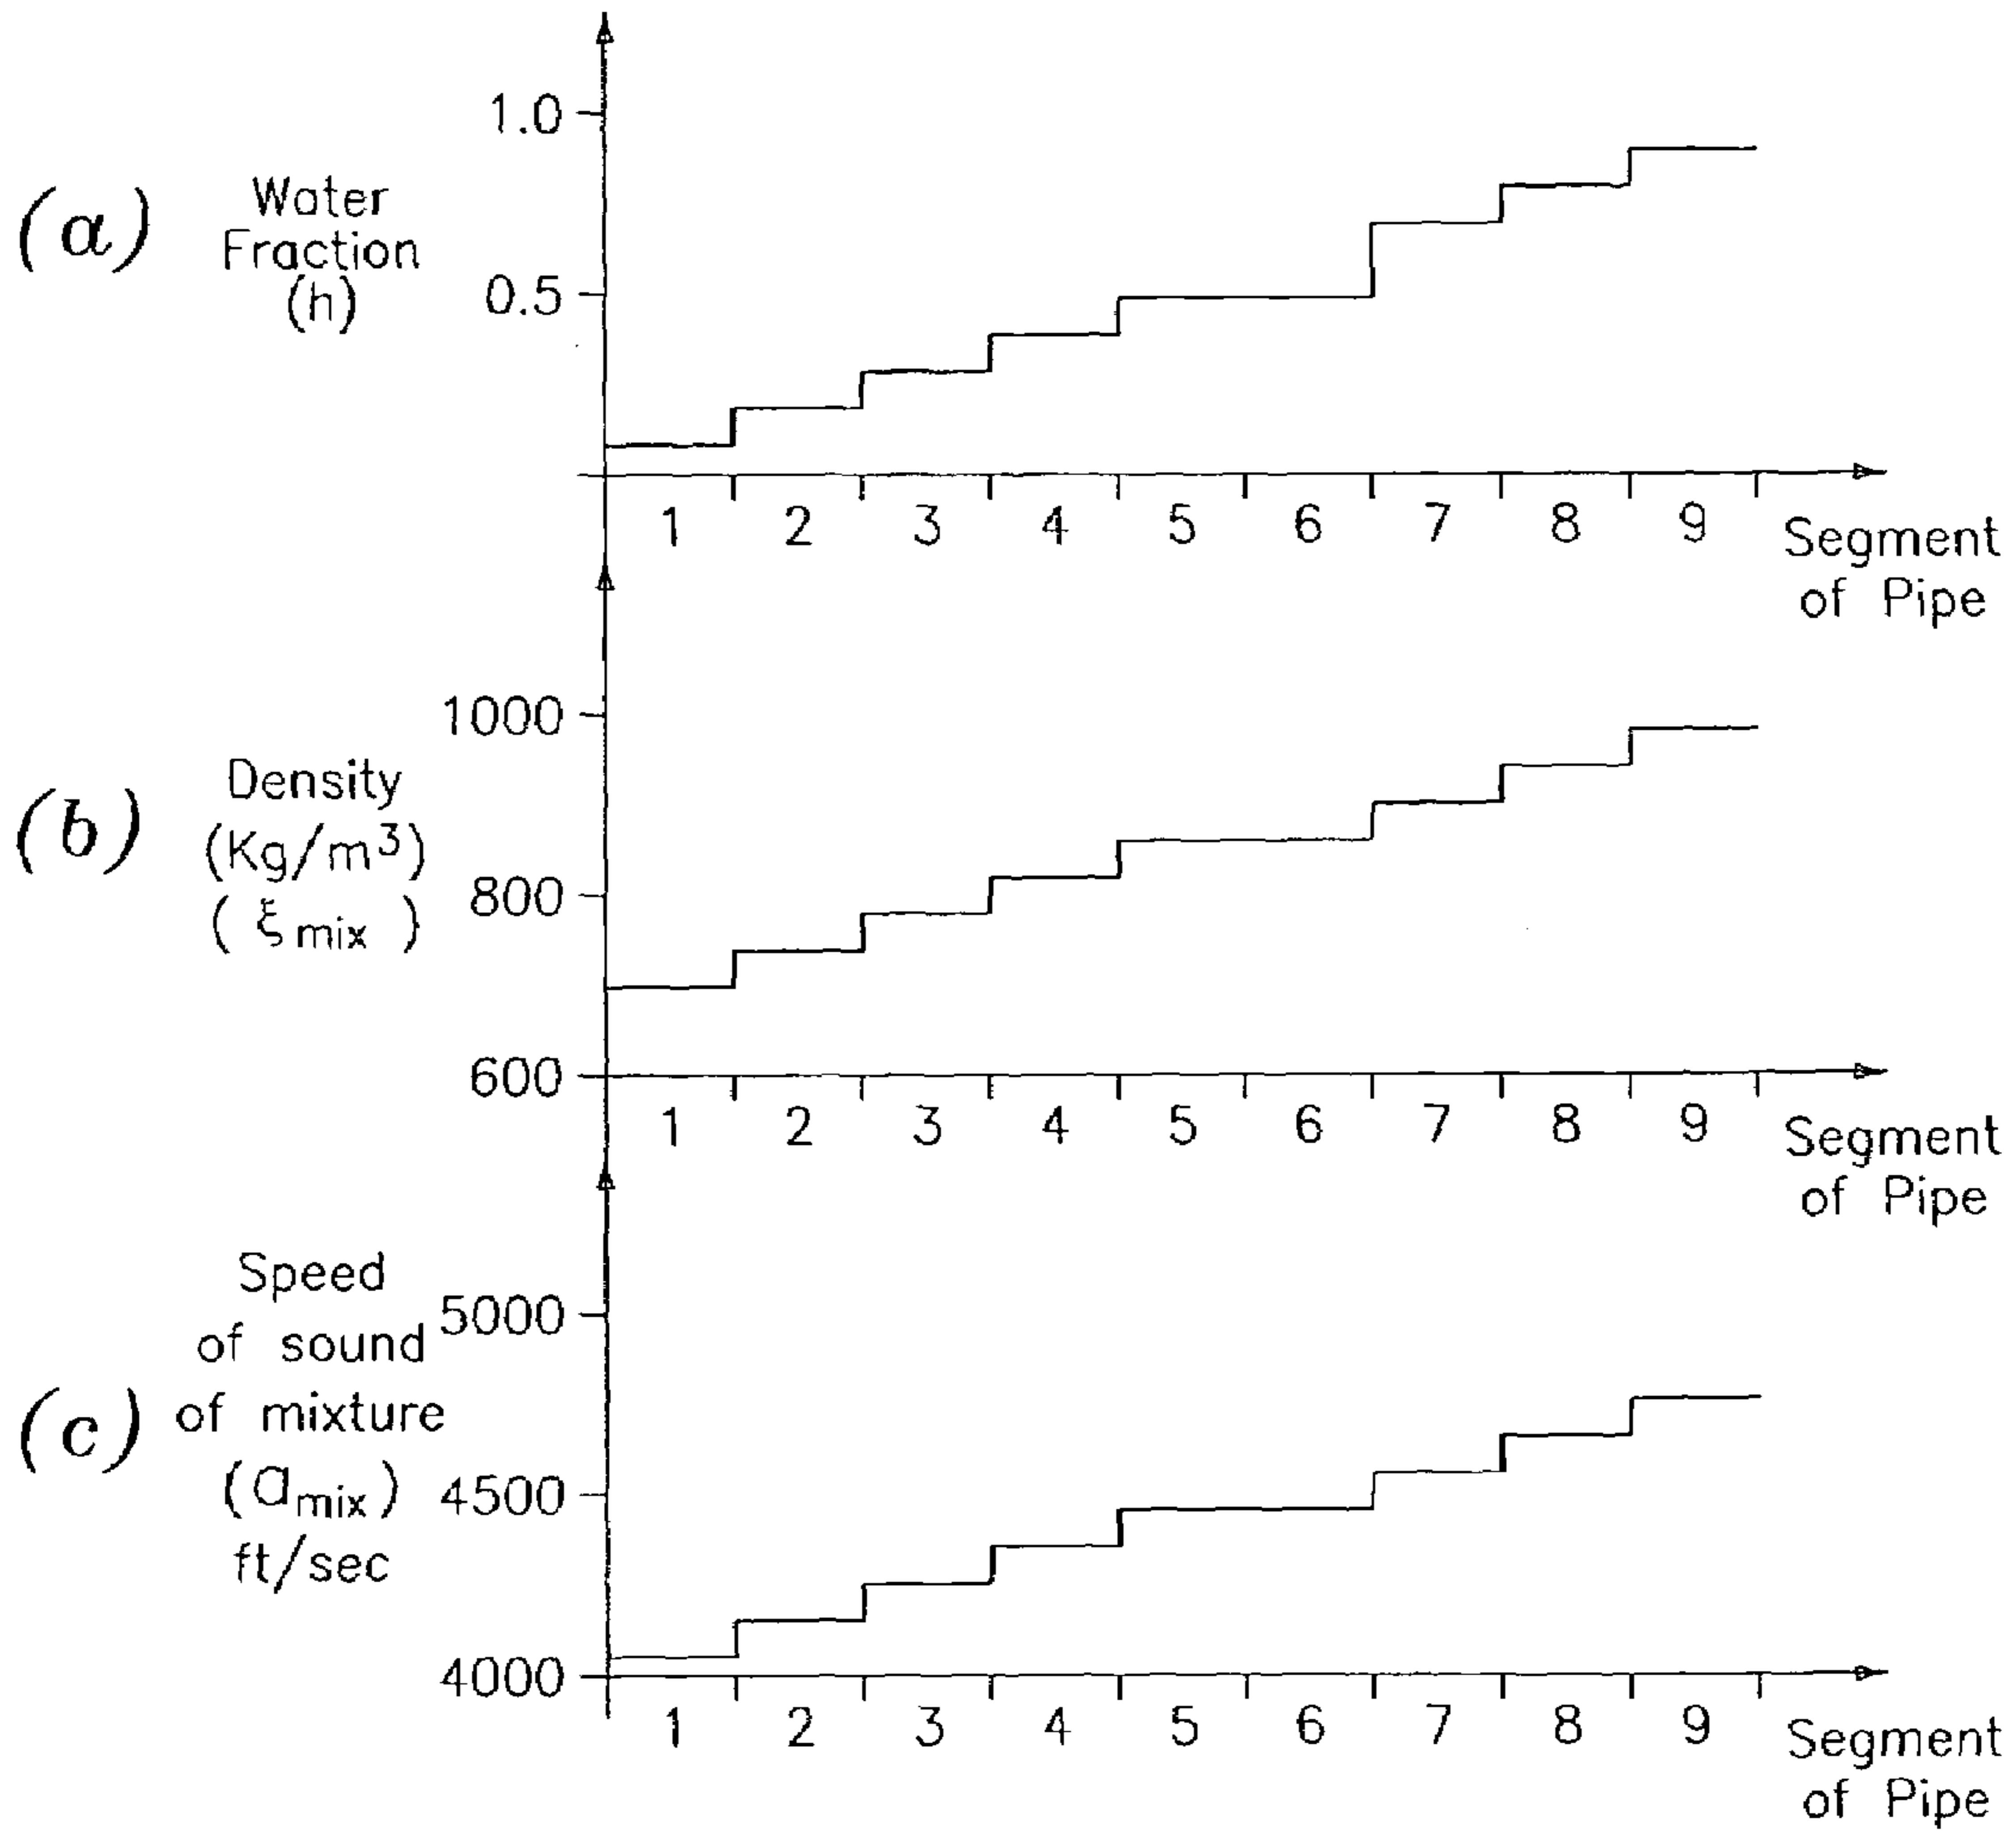 (a)
Water
Fraction
(h)
1.0
0.5
1 2 3 4 5 6 7 8 9
Segment
of Pipe
(b)
Density
(Kg/m³)
( ξmix )
1000
800
600
1 2 3 4 5 6 7 8 9
Segment
of Pipe
(c)
Speed
of sound
of mixture
(amix)
ft/sec
5000
4500
4000
1 2 3 4 5 6 7 8 9
Segment
of Pipe